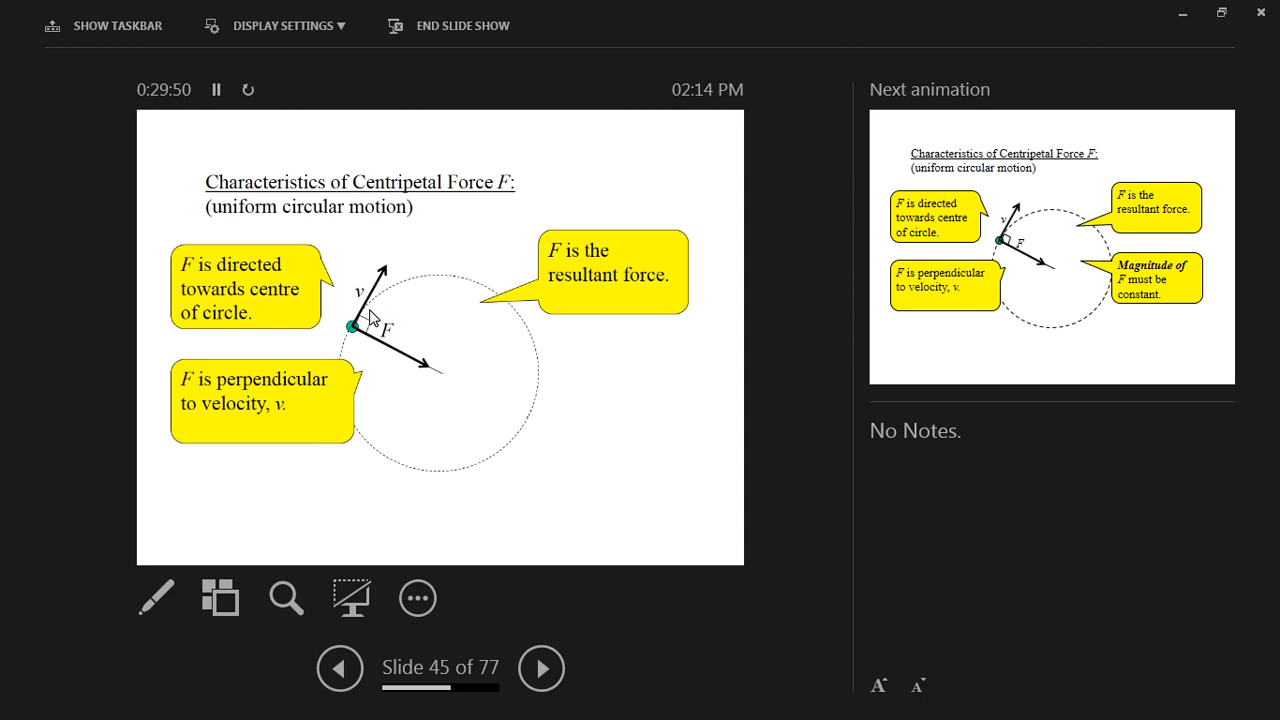 SHOW TASKBAR
DISPLAY SETTINGS ▼
END SLIDE SHOW
0:29:50
02:14 PM
Characteristics of Centripetal Force F:
(uniform circular motion)
F is directed
towards centre
of circle.
v
F
F is the
resultant force.
F is perpendicular
to velocity, v.
Slide 45 of 77
Next animation
Characteristics of Centripetal Force F:
(uniform circular motion)
F is directed
towards centre
of circle.
v
F
F is the
resultant force.
F is perpendicular
to velocity, v.
Magnitude of
F must be
constant.
No Notes.
A A